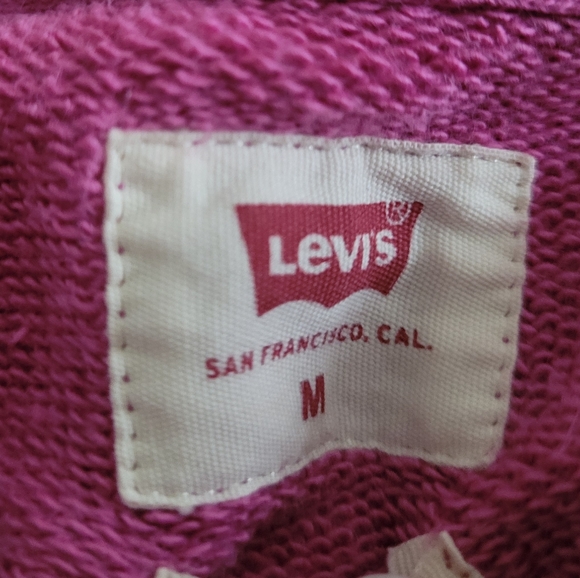 Levi's
®
SAN FRANCISCO, CAL.
M